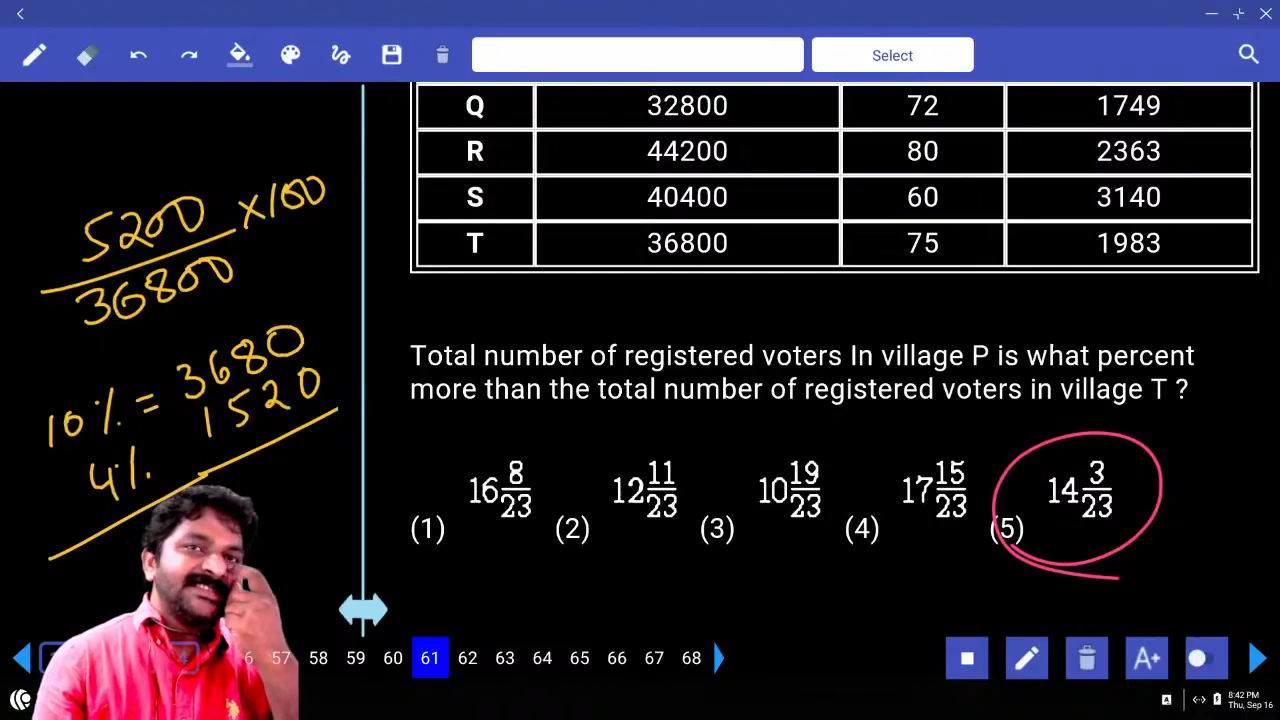 Select
Q 32800 72 1749
R 44200 80 2363
S 40400 60 3140
T 36800 75 1983
5200 ×100
36800
10% = 3680
4% 1520
Total number of registered voters In village P is what percent
more than the total number of registered voters in village T ?
(1) 16 8/23 (2) 12 11/23 (3) 10 19/23 (4) 17 15/23 (5) 14 3/23
6 57 58 59 60 61 62 63 64 65 66 67 68
A+
A
8:42 PM
Thu, Sep 16